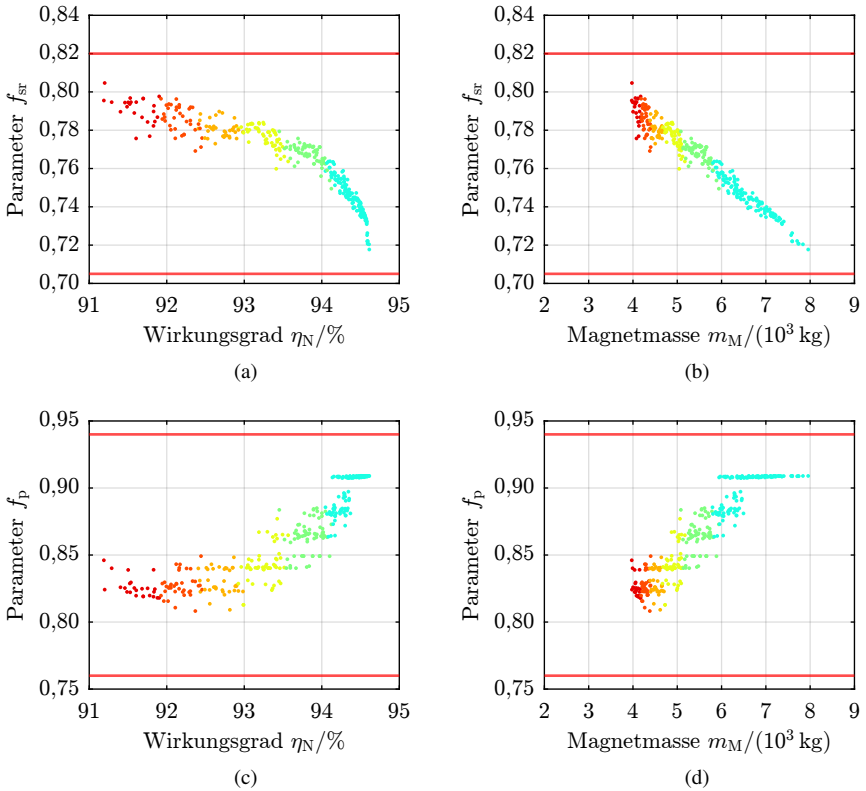 0,84
0,82
0,80
0,78
0,76
0,74
0,72
0,70
Parameter f_sr
91 92 93 94 95
Wirkungsgrad η_N/%
(a)
0,84
0,82
0,80
0,78
0,76
0,74
0,72
0,70
Parameter f_sr
2 3 4 5 6 7 8 9
Magnetmasse m_M/(10³ kg)
(b)
0,95
0,90
0,85
0,80
0,75
Parameter f_p
91 92 93 94 95
Wirkungsgrad η_N/%
(c)
0,95
0,90
0,85
0,80
0,75
Parameter f_p
2 3 4 5 6 7 8 9
Magnetmasse m_M/(10³ kg)
(d)